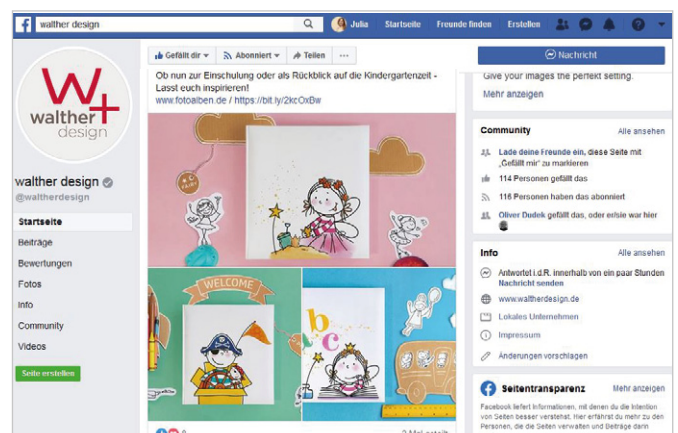 walther design
Julia Startseite Freunde finden Erstellen
Gefällt dir Abonniert Teilen ...
Nachricht
walther
design
walther design
@waltherdesign
Startseite
Beiträge
Bewertungen
Fotos
Info
Community
Videos
Seite erstellen
Ob nun zur Einschulung oder als Rückblick auf die Kindergartenzeit -
Lasst euch inspirieren!
www.fotoalben.de / https://bit.ly/2kcOxBw
WELCOME
a
b
c
2 Mal geteilt
Give your images the perfekt setting.
Mehr anzeigen
Community Alle ansehen
Lade deine Freunde ein, diese Seite mit
„Gefällt mir“ zu markieren
114 Personen gefällt das
116 Personen haben das abonniert
Oliver Dudek gefällt das, oder er/sie war hier
Info Alle ansehen
Antwortet i.d.R. innerhalb von ein paar Stunden
Nachricht senden
www.waltherdesign.de
Lokales Unternehmen
Impressum
Änderungen vorschlagen
Seitentransparenz Mehr anzeigen
Facebook liefert Informationen, mit denen du die Intention
von Seiten besser verstehst. Hier erfährst du mehr zu den
Personen, die die Seiten verwalten und Beiträge darin